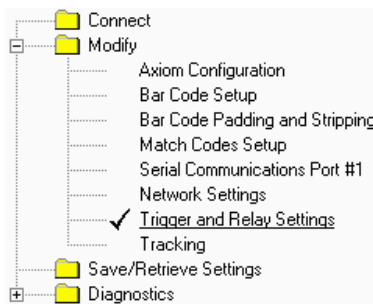 Connect
Modify
Axiom Configuration
Bar Code Setup
Bar Code Padding and Stripping
Match Codes Setup
Serial Communications Port #1
Network Settings
Trigger and Relay Settings
Tracking
Save/Retrieve Settings
Diagnostics